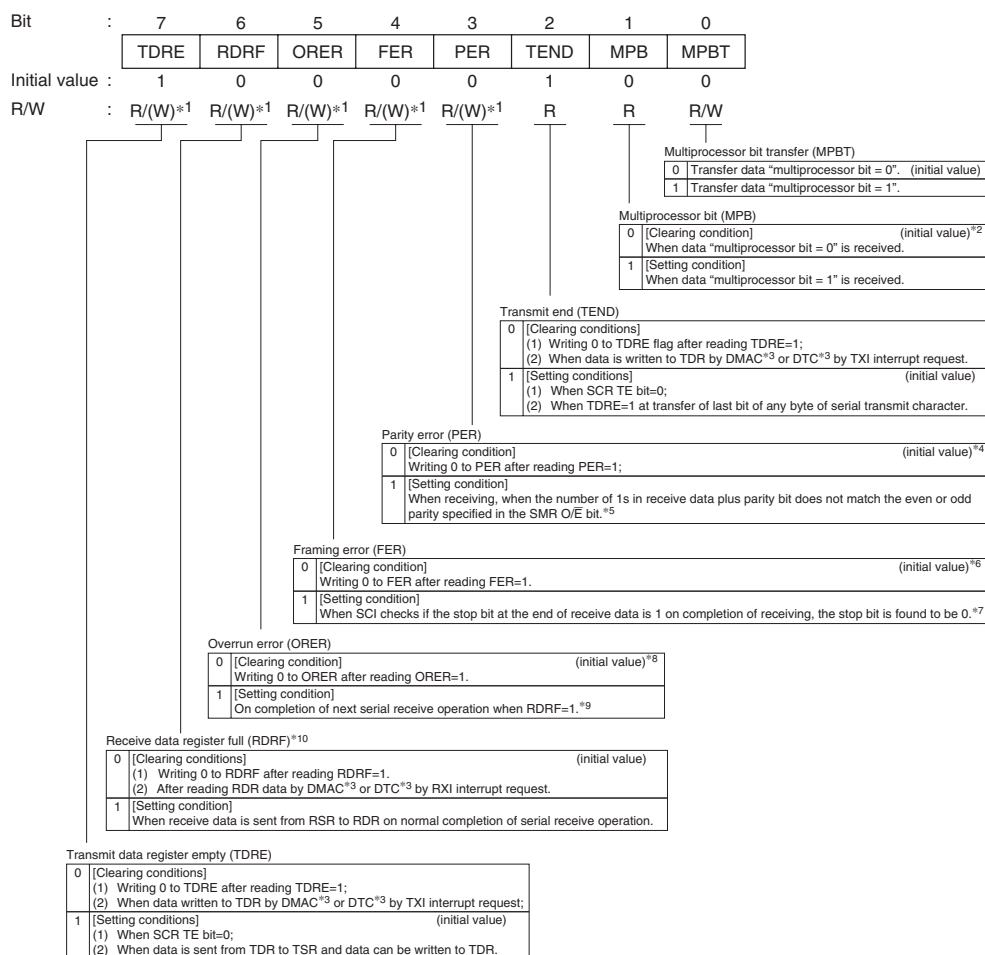 Bit : 7 6 5 4 3 2 1 0
TDRE RDRF ORER FER PER TEND MPB MPBT
Initial value : 1 0 0 0 0 1 0 0
R/W : R/(W)*1 R/(W)*1 R/(W)*1 R/(W)*1 R/(W)*1 R R R/W
Multiprocessor bit transfer (MPBT)
0 Transfer data “multiprocessor bit = 0”. (initial value)
1 Transfer data “multiprocessor bit = 1”.
Multiprocessor bit (MPB)
0 [Clearing condition] (initial value)*2
When data “multiprocessor bit = 0” is received.
1 [Setting condition]
When data “multiprocessor bit = 1” is received.
Transmit end (TEND)
0 [Clearing conditions]
(1) Writing 0 to TDRE flag after reading TDRE=1;
(2) When data is written to TDR by DMAC*3 or DTC*3 by TXI interrupt request.
1 [Setting conditions] (initial value)
(1) When SCR TE bit=0;
(2) When TDRE=1 at transfer of last bit of any byte of serial transmit character.
Parity error (PER)
0 [Clearing condition] (initial value)*4
Writing 0 to PER after reading PER=1;
1 [Setting condition]
When receiving, when the number of 1s in receive data plus parity bit does not match the even or odd
parity specified in the SMR O/E̅ bit.*5
Framing error (FER)
0 [Clearing condition] (initial value)*6
Writing 0 to FER after reading FER=1.
1 [Setting condition]
When SCI checks if the stop bit at the end of receive data is 1 on completion of receiving, the stop bit is found to be 0.*7
Overrun error (ORER)
0 [Clearing condition] (initial value)*8
Writing 0 to ORER after reading ORER=1.
1 [Setting condition]
On completion of next serial receive operation when RDRF=1.*9
Receive data register full (RDRF)*10
0 [Clearing conditions] (initial value)
(1) Writing 0 to RDRF after reading RDRF=1.
(2) After reading RDR data by DMAC*3 or DTC*3 by RXI interrupt request.
1 [Setting condition]
When receive data is sent from RSR to RDR on normal completion of serial receive operation.
Transmit data register empty (TDRE)
0 [Clearing conditions]
(1) Writing 0 to TDRE after reading TDRE=1;
(2) When data written to TDR by DMAC*3 or DTC*3 by TXI interrupt request;
1 [Setting conditions] (initial value)
(1) When SCR TE bit=0;
(2) When data is sent from TDR to TSR and data can be written to TDR.